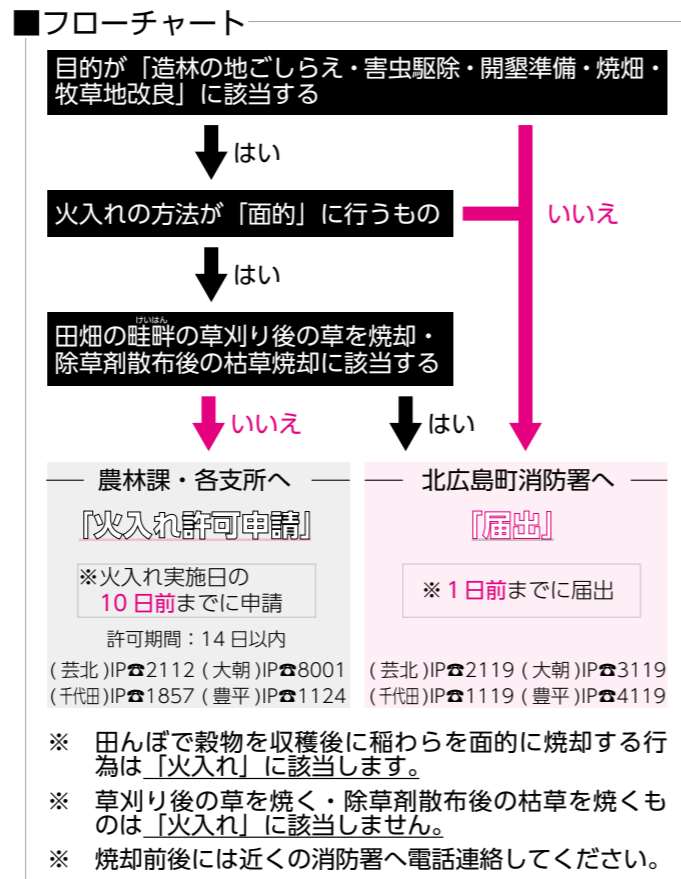 ■フローチャート
目的が「造林の地ごしらえ・害虫駆除・開墾準備・焼畑・
牧草地改良」に該当する
はい
火入れの方法が「面的」に行うもの
いいえ
はい
けいはん
田畑の畦畔の草刈り後の草を焼却・
除草剤散布後の枯草焼却に該当する
いいえ
はい
農林課・各支所へ
『火入れ許可申請』
※火入れ実施日の
10日前までに申請
許可期間：14日以内
(芸北)IP☎2112 (大朝)IP☎8001
(千代田)IP☎1857 (豊平)IP☎1124
北広島町消防署へ
『届出』
※1日前までに届出
(芸北)IP☎2119 (大朝)IP☎3119
(千代田)IP☎1119 (豊平)IP☎4119
※ 田んぼで穀物を収穫後に稲わらを面的に焼却する行
為は「火入れ」に該当します。
※ 草刈り後の草を焼く・除草剤散布後の枯草を焼くも
のは「火入れ」に該当しません。
※ 焼却前後には近くの消防署へ電話連絡してください。